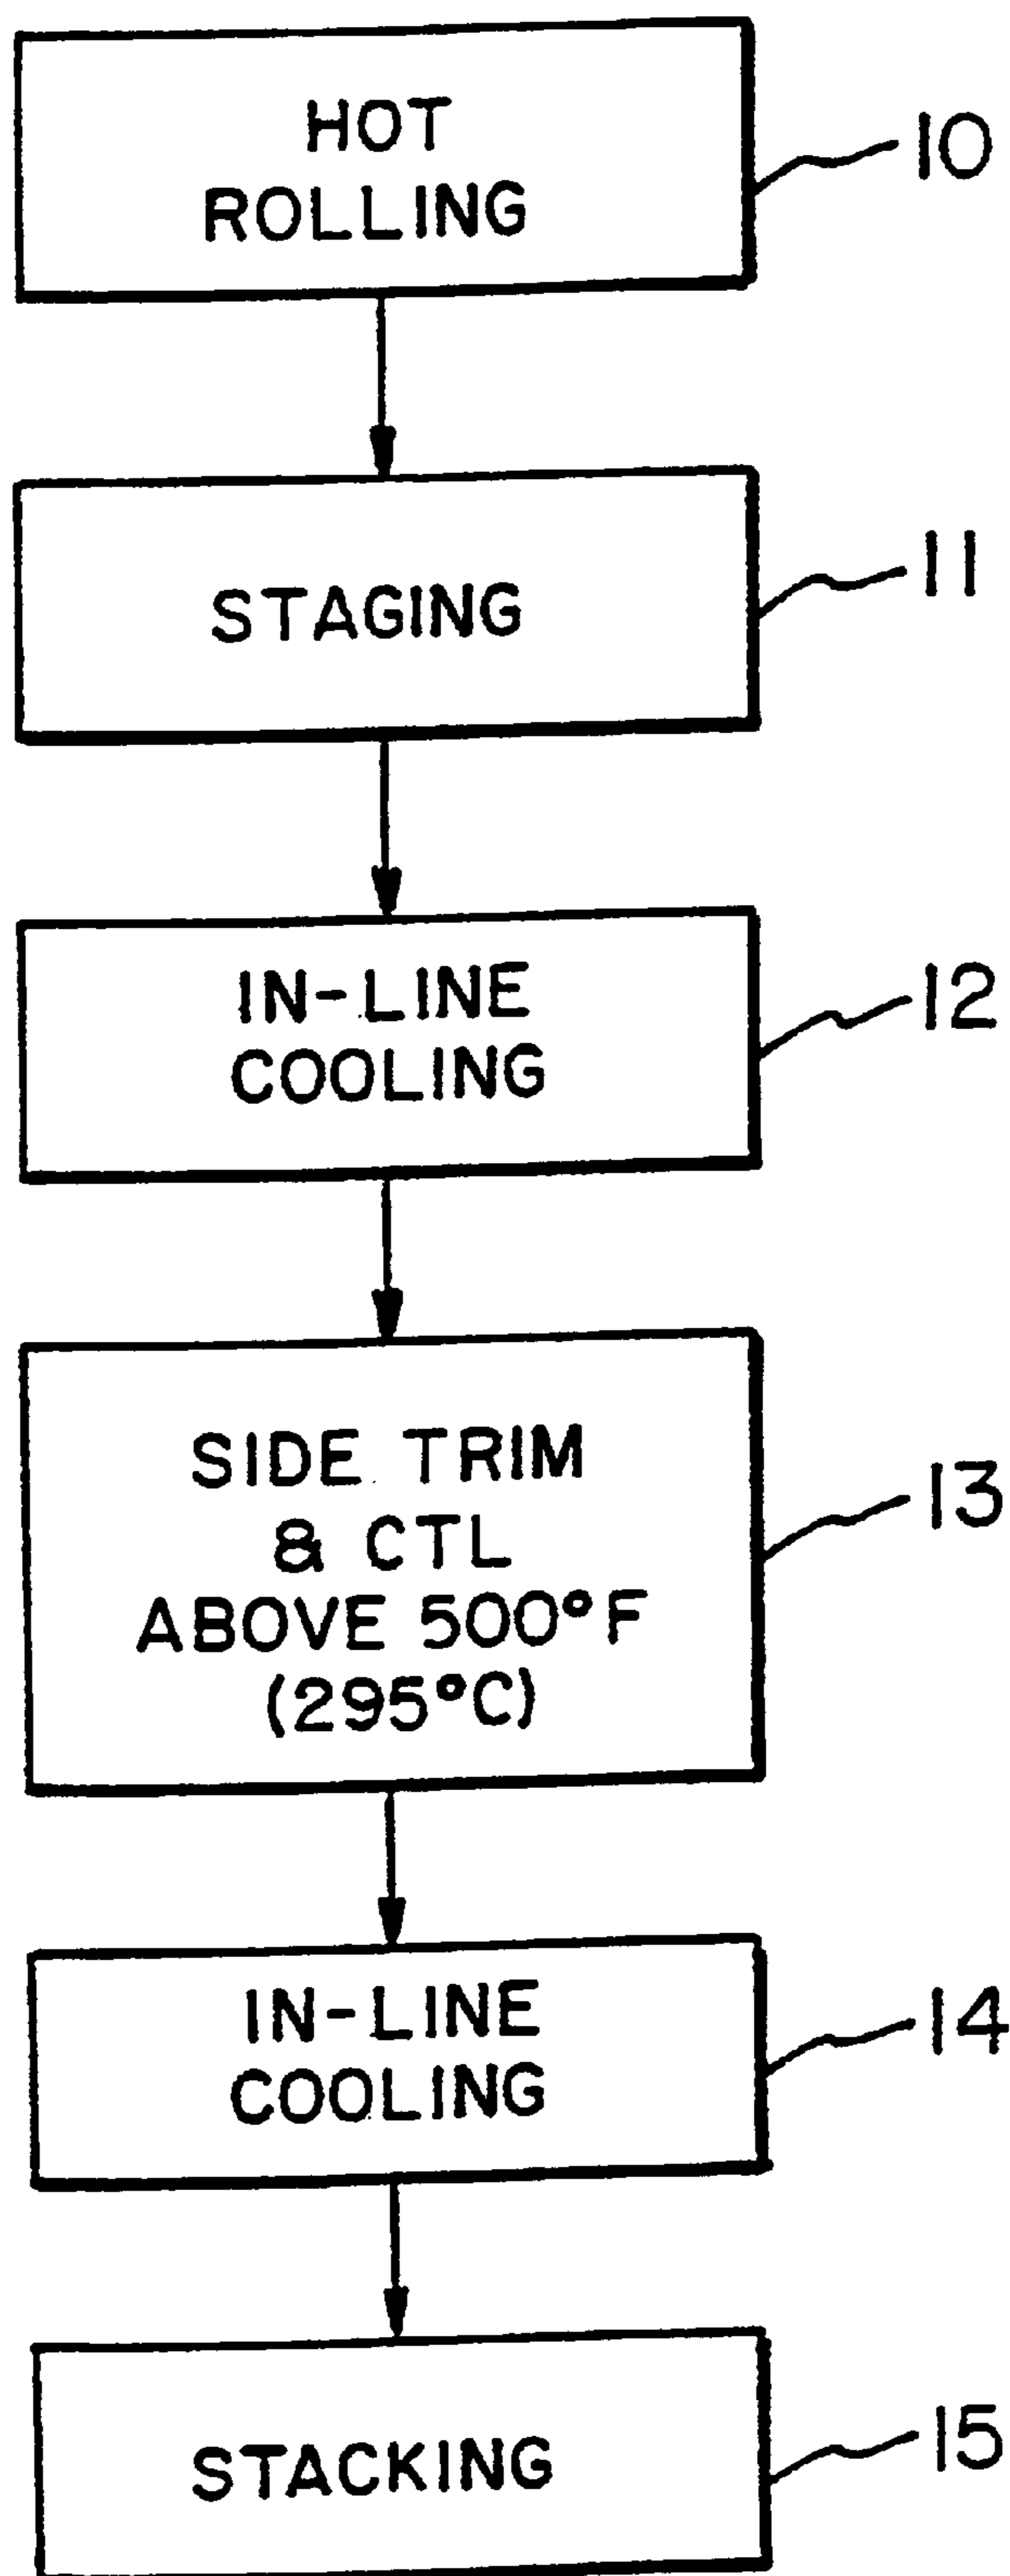 HOT
ROLLING
10
STAGING
11
IN-LINE
COOLING
12
SIDE TRIM
& CTL
ABOVE 500°F
(295°C)
13
IN-LINE
COOLING
14
STACKING
15